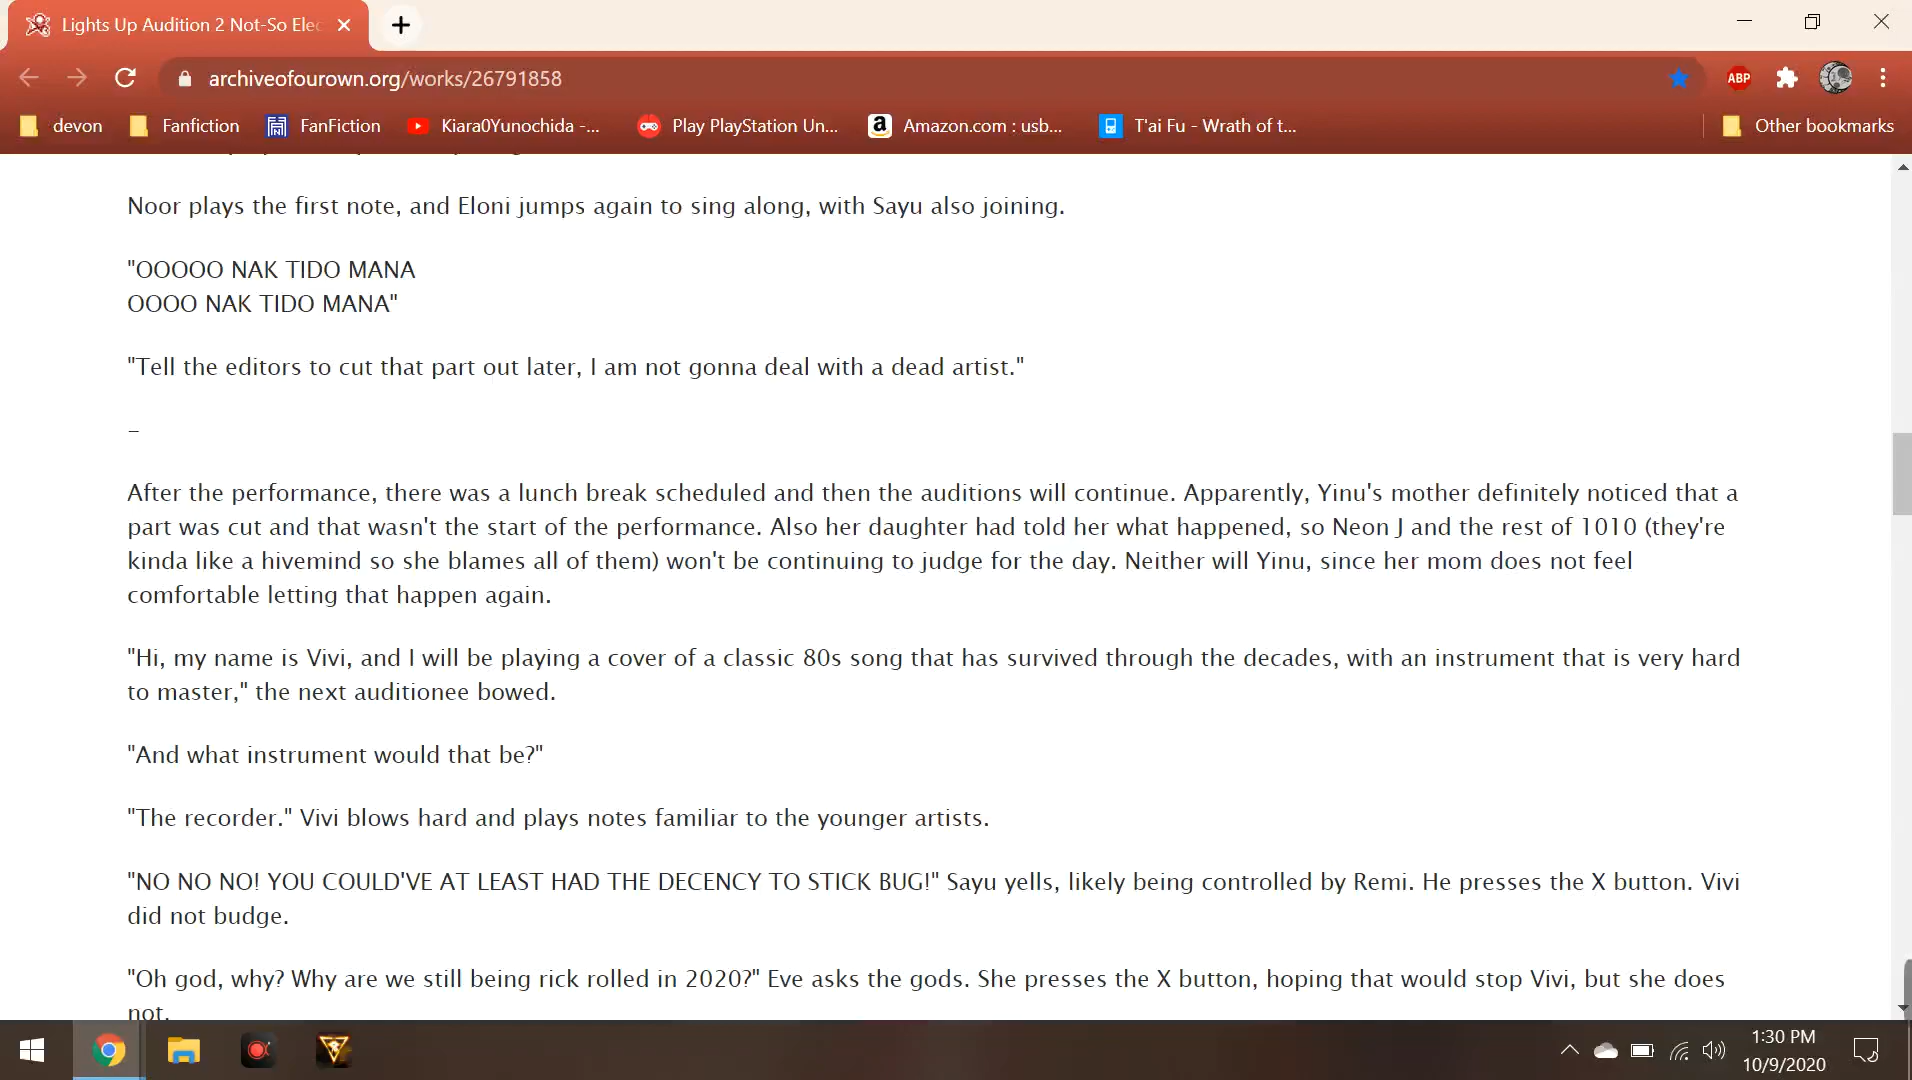 Lights Up Audition 2 Not-So Elec
archiveofourown.org/works/26791858
ABP
devon
Fanfiction
FanFiction
Kiara0Yunochida -...
Play PlayStation Un...
Amazon.com : usb...
T'ai Fu - Wrath of t...
Other bookmarks
Noor plays the first note, and Eloni jumps again to sing along, with Sayu also joining.
"OOOOO NAK TIDO MANA
OOOO NAK TIDO MANA"
"Tell the editors to cut that part out later, I am not gonna deal with a dead artist."
–
After the performance, there was a lunch break scheduled and then the auditions will continue. Apparently, Yinu's mother definitely noticed that a
part was cut and that wasn't the start of the performance. Also her daughter had told her what happened, so Neon J and the rest of 1010 (they're
kinda like a hivemind so she blames all of them) won't be continuing to judge for the day. Neither will Yinu, since her mom does not feel
comfortable letting that happen again.
"Hi, my name is Vivi, and I will be playing a cover of a classic 80s song that has survived through the decades, with an instrument that is very hard
to master," the next auditionee bowed.
"And what instrument would that be?"
"The recorder." Vivi blows hard and plays notes familiar to the younger artists.
"NO NO NO! YOU COULD'VE AT LEAST HAD THE DECENCY TO STICK BUG!" Sayu yells, likely being controlled by Remi. He presses the X button. Vivi
did not budge.
"Oh god, why? Why are we still being rick rolled in 2020?" Eve asks the gods. She presses the X button, hoping that would stop Vivi, but she does
not.
1:30 PM
10/9/2020